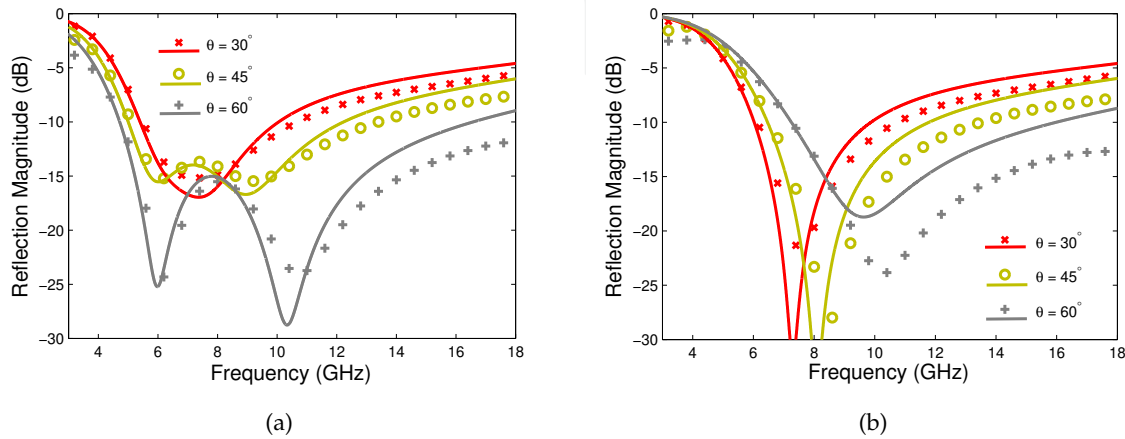 0
−5
−10
−15
−20
−25
−30
4 6 8 10 12 14 16 18
Reflection Magnitude (dB)
Frequency (GHz)
θ = 30°
θ = 45°
θ = 60°
(a)
0
−5
−10
−15
−20
−25
−30
4 6 8 10 12 14 16 18
Reflection Magnitude (dB)
Frequency (GHz)
θ = 30°
θ = 45°
θ = 60°
(b)